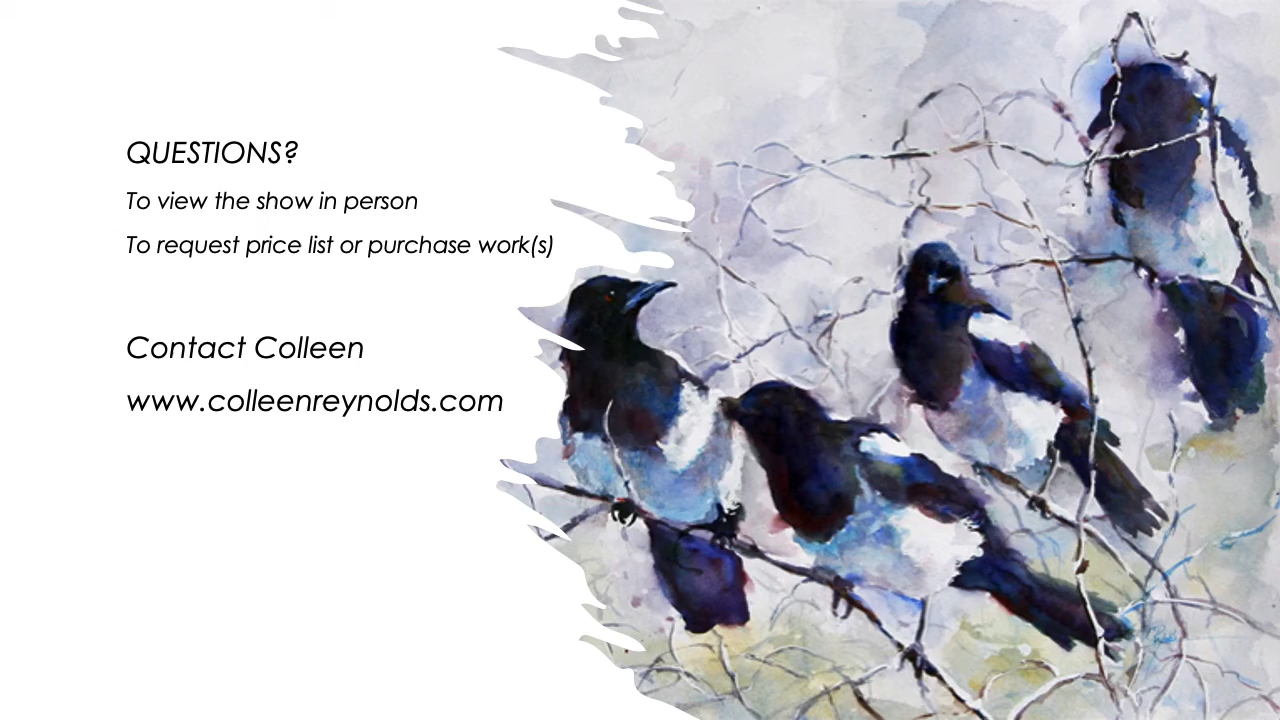 QUESTIONS?
To view the show in person
To request price list or purchase work(s)
Contact Colleen
www.colleenreynolds.com